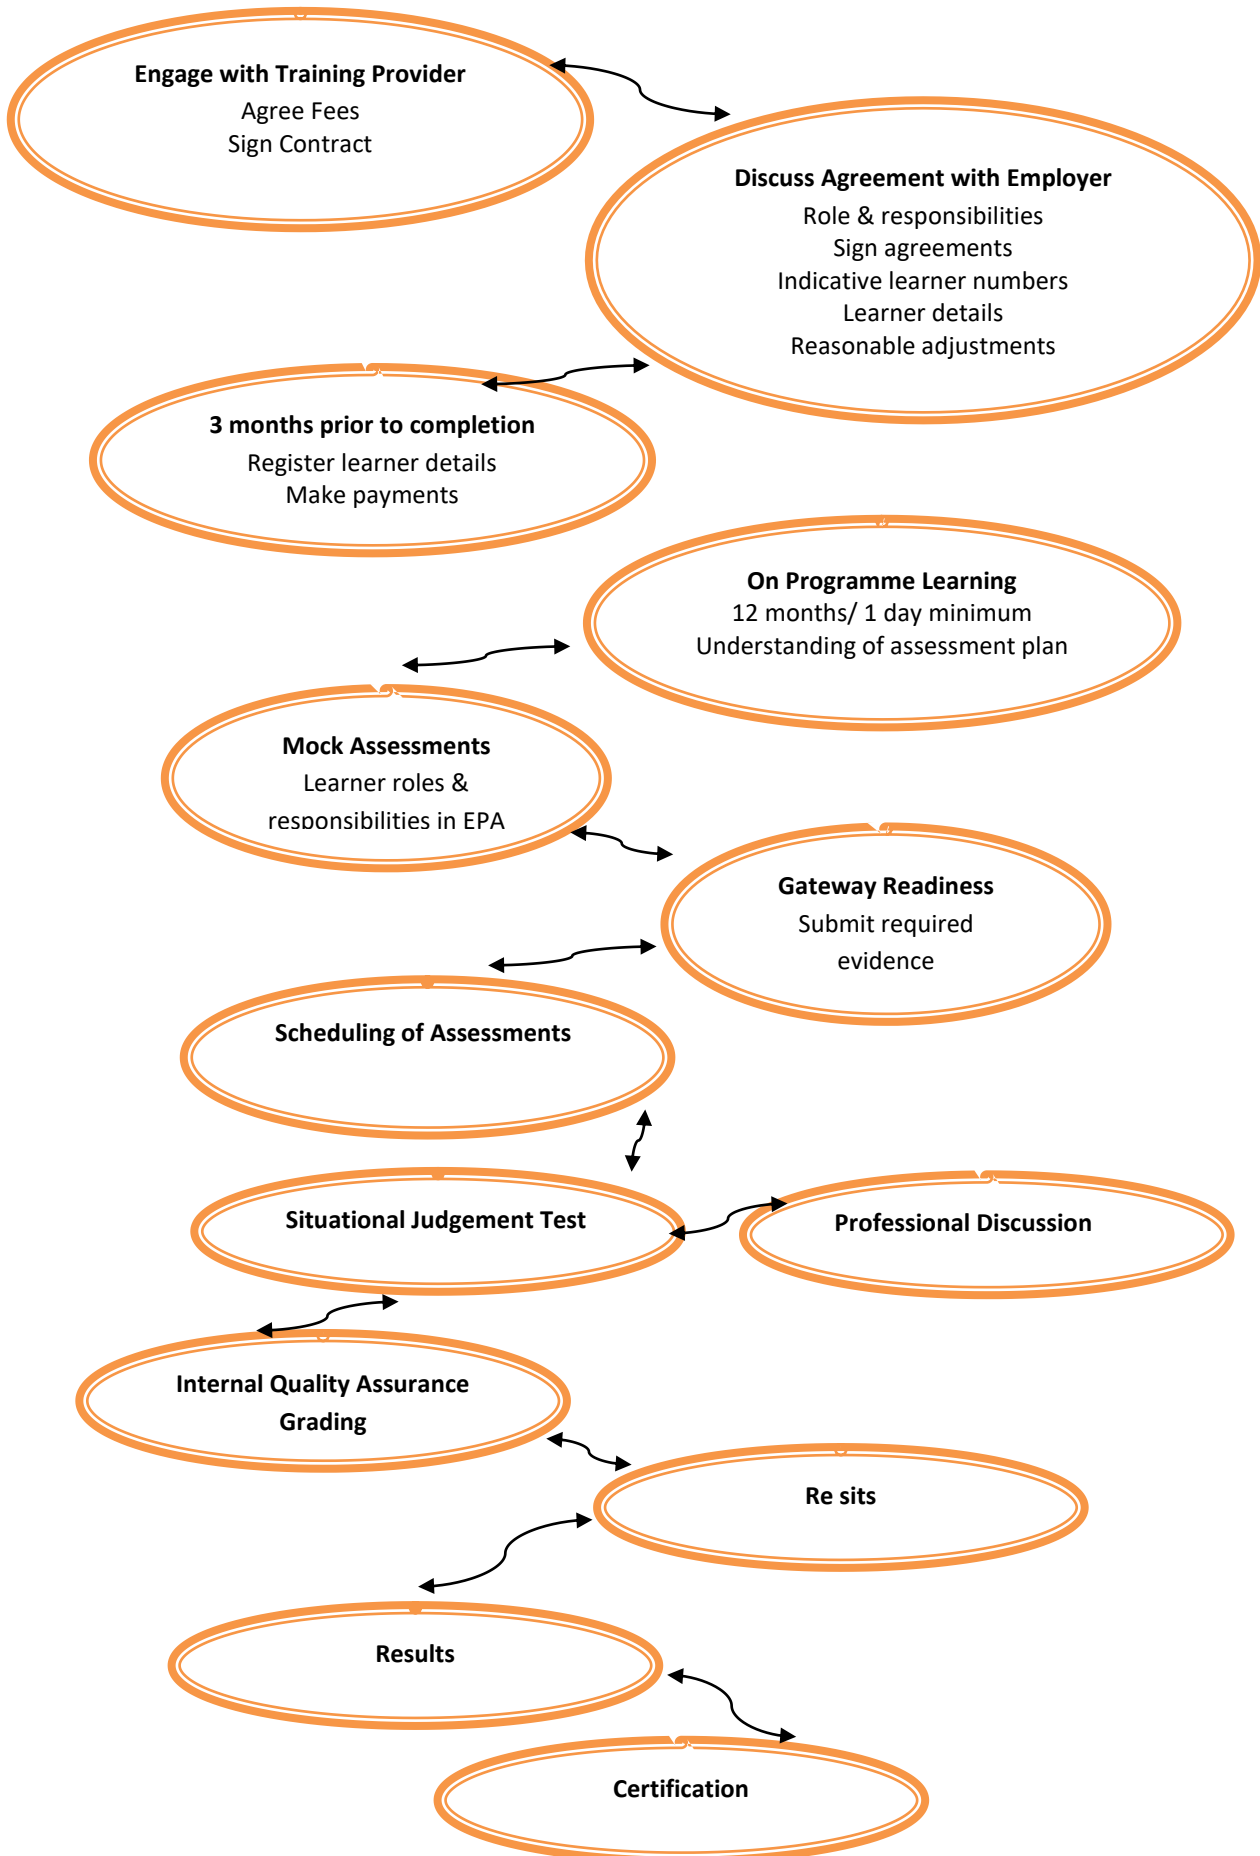 Engage with Training Provider
Agree Fees
Sign Contract
Discuss Agreement with Employer
Role & responsibilities
Sign agreements
Indicative learner numbers
Learner details
Reasonable adjustments
3 months prior to completion
Register learner details
Make payments
On Programme Learning
12 months/ 1 day minimum
Understanding of assessment plan
Mock Assessments
Learner roles &
responsibilities in EPA
Gateway Readiness
Submit required
evidence
Scheduling of Assessments
Situational Judgement Test
Professional Discussion
Internal Quality Assurance
Grading
Re sits
Results
Certification